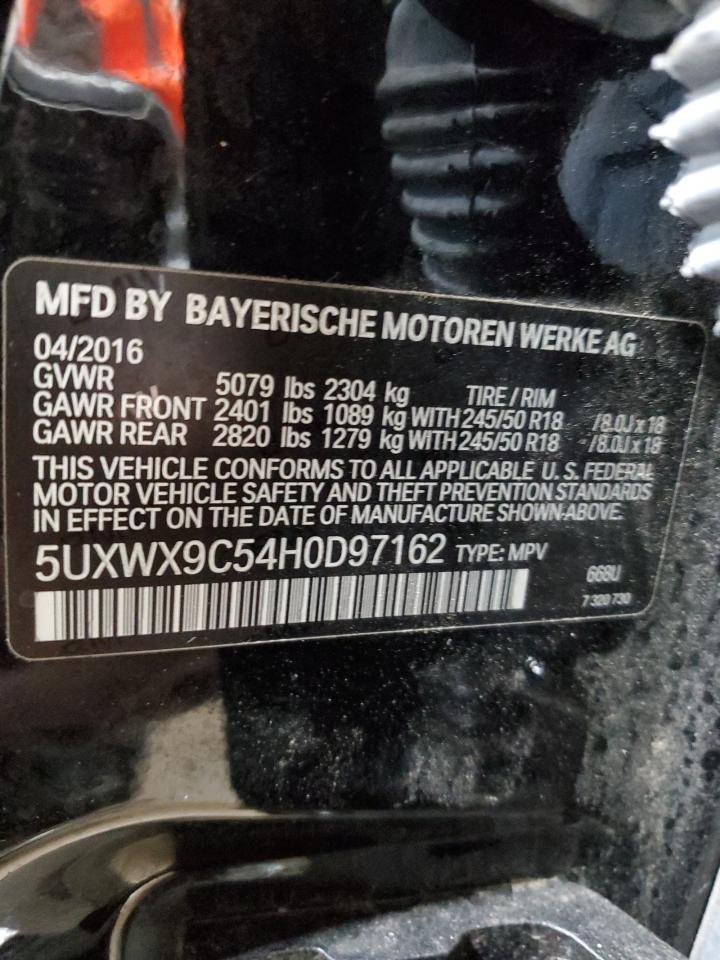 MFD BY BAYERISCHE MOTOREN WERKE AG
04/2016
GVWR 5079 lbs 2304 kg TIRE / RIM
GAWR FRONT 2401 lbs 1089 kg WITH 245/50 R18 /8.0J x 18
GAWR REAR 2820 lbs 1279 kg WITH 245/50 R18 /8.0J x 18
THIS VEHICLE CONFORMS TO ALL APPLICABLE U. S. FEDERAL
MOTOR VEHICLE SAFETY AND THEFT PREVENTION STANDARDS
IN EFFECT ON THE DATE OF MANUFACTURE SHOWN-ABOVE.
5UXWX9C54H0D97162 TYPE: MPV
668U
7 320 730